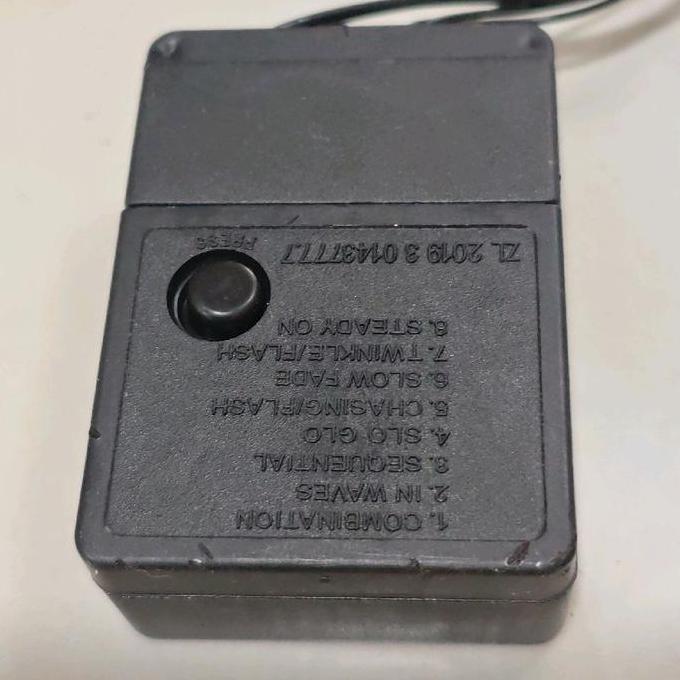 1. COMBINATION
2. IN WAVES
3. SEQUENTIAL
4. SLO GLO
5. CHASING/FLASH
6. SLOW FADE
7. TWINKLE/FLASH
8. STEADY ON
PRESS
ZL 2019 3 0143777.7